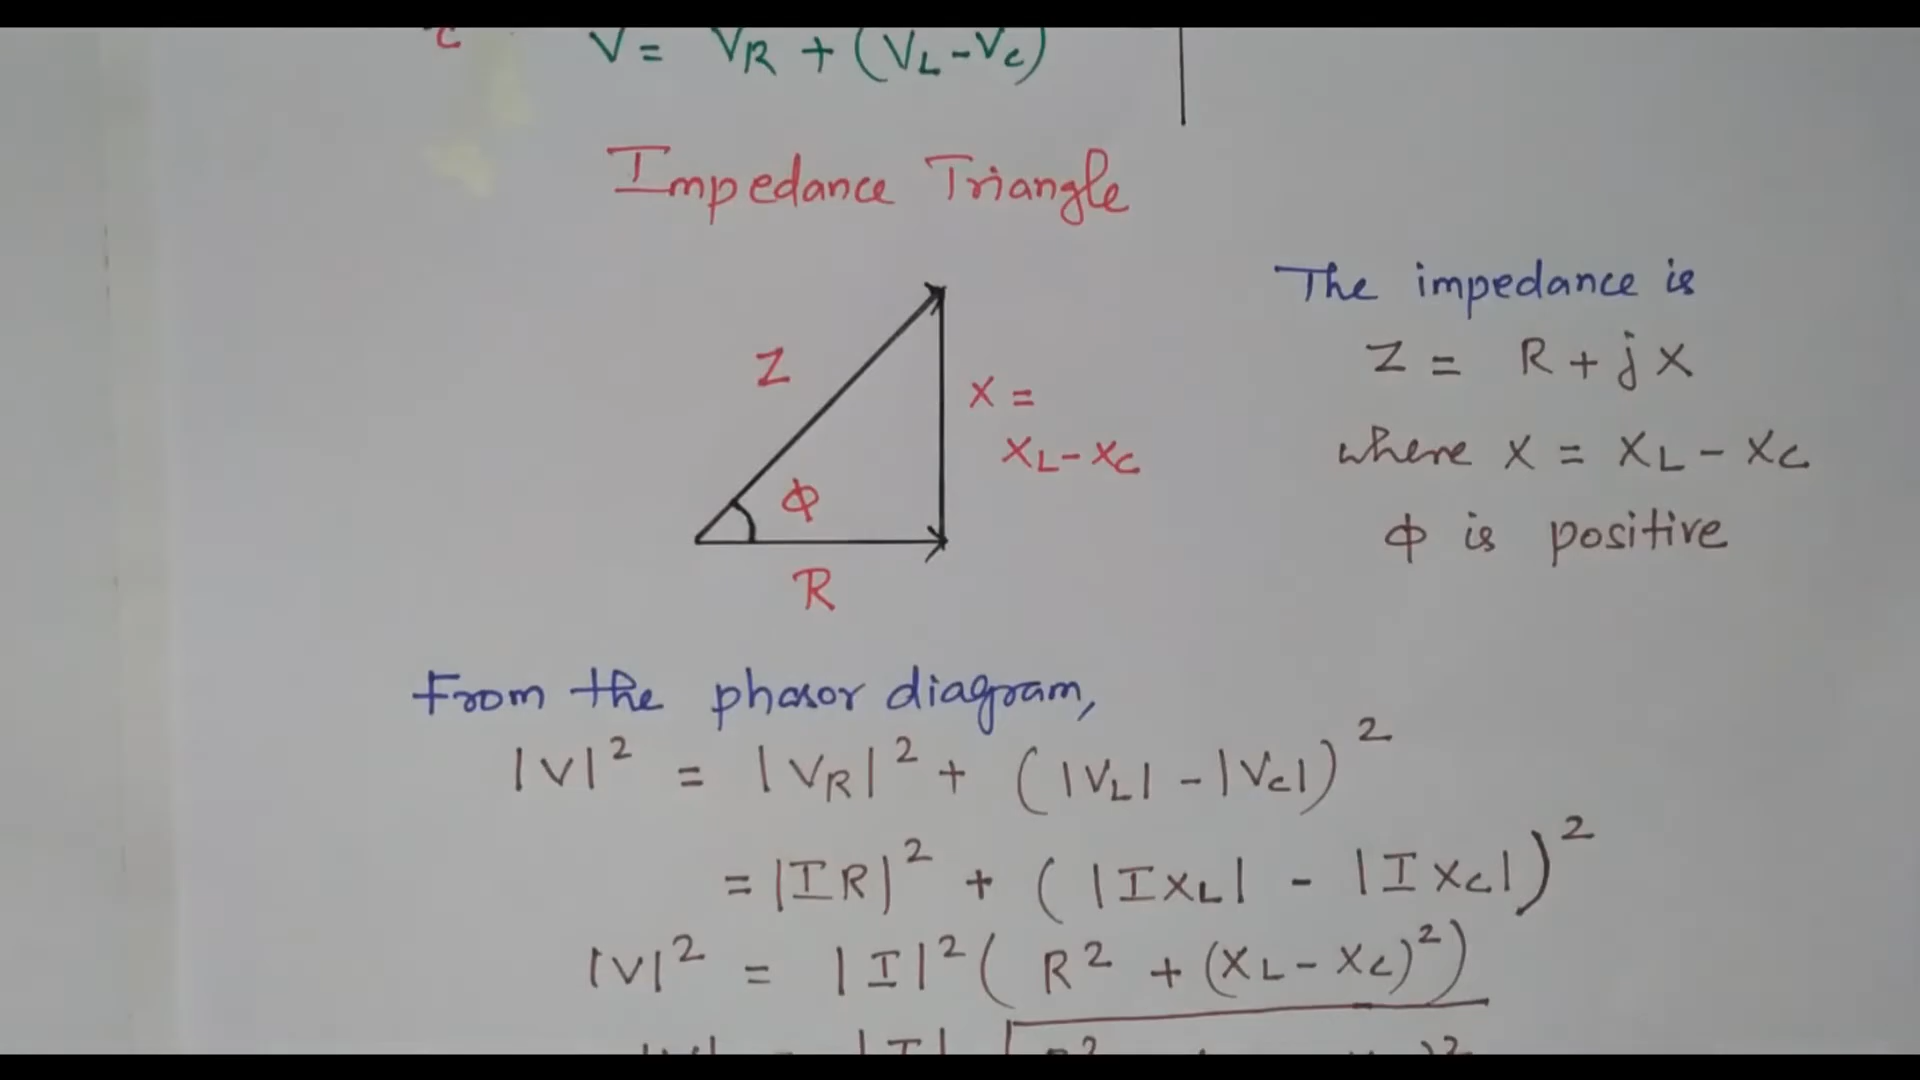 V = VR + (VL - Vc)
Impedance Triangle
Z
X =
XL - Xc
ϕ
R
The impedance is
Z = R + jX
where X = XL - Xc
ϕ is positive
From the phasor diagram,
|V|² = |VR|² + (|VL| - |Vc|)²
= |IR|² + (|IXL| - |IXc|)²
|V|² = |I|² (R² + (XL - Xc)²)